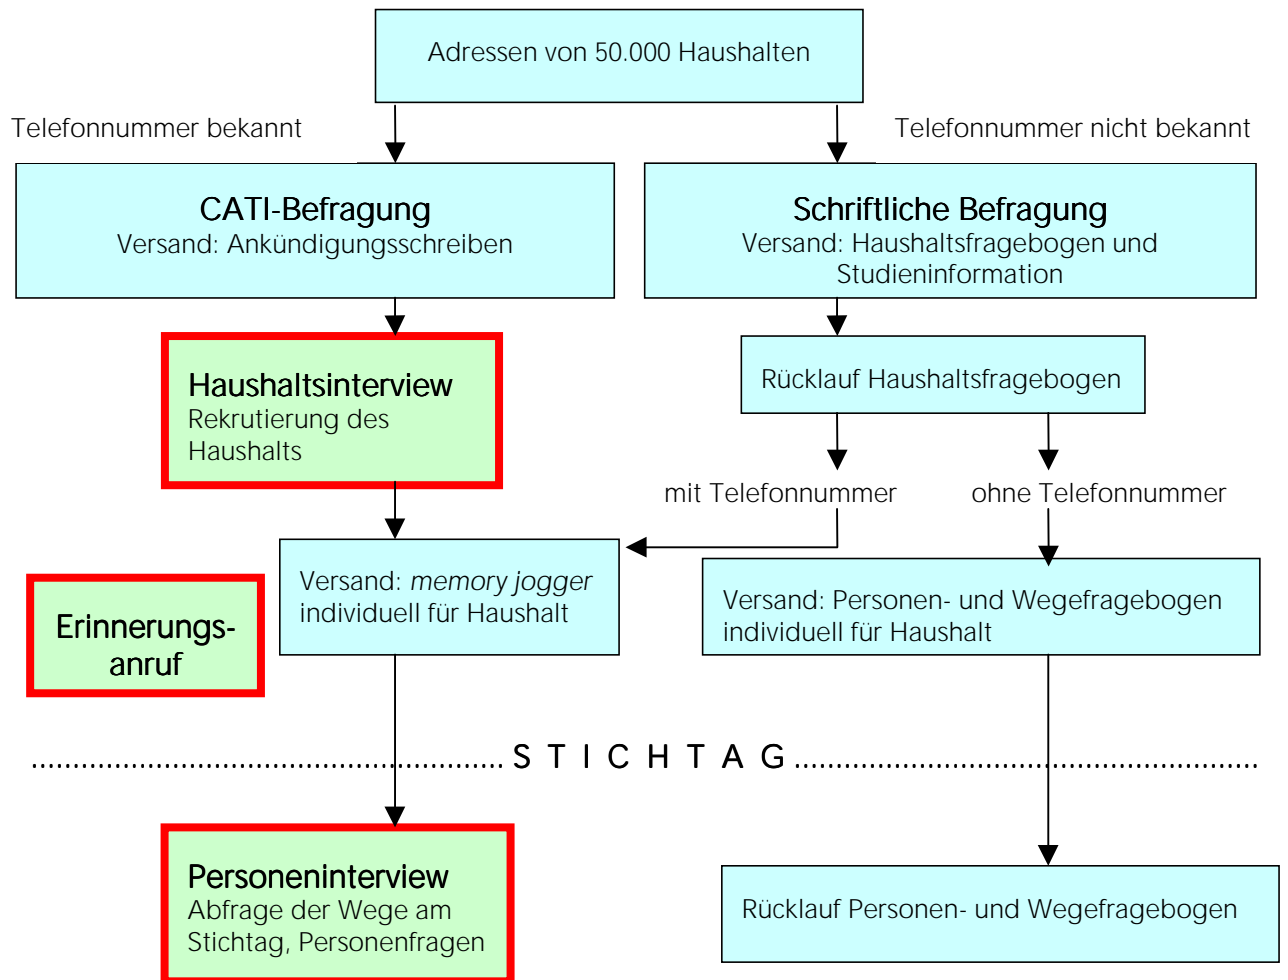 Adressen von 50.000 Haushalten
Telefonnummer bekannt
Telefonnummer nicht bekannt
CATI-Befragung
Versand: Ankündigungsschreiben
Schriftliche Befragung
Versand: Haushaltsfragebogen und
Studieninformation
Haushaltsinterview
Rekrutierung des
Haushalts
Rücklauf Haushaltsfragebogen
mit Telefonnummer
ohne Telefonnummer
Versand: memory jogger
individuell für Haushalt
Versand: Personen- und Wegefragebogen
individuell für Haushalt
Erinnerungs-
anruf
S T I C H T A G
Personeninterview
Abfrage der Wege am
Stichtag, Personenfragen
Rücklauf Personen- und Wegefragebogen